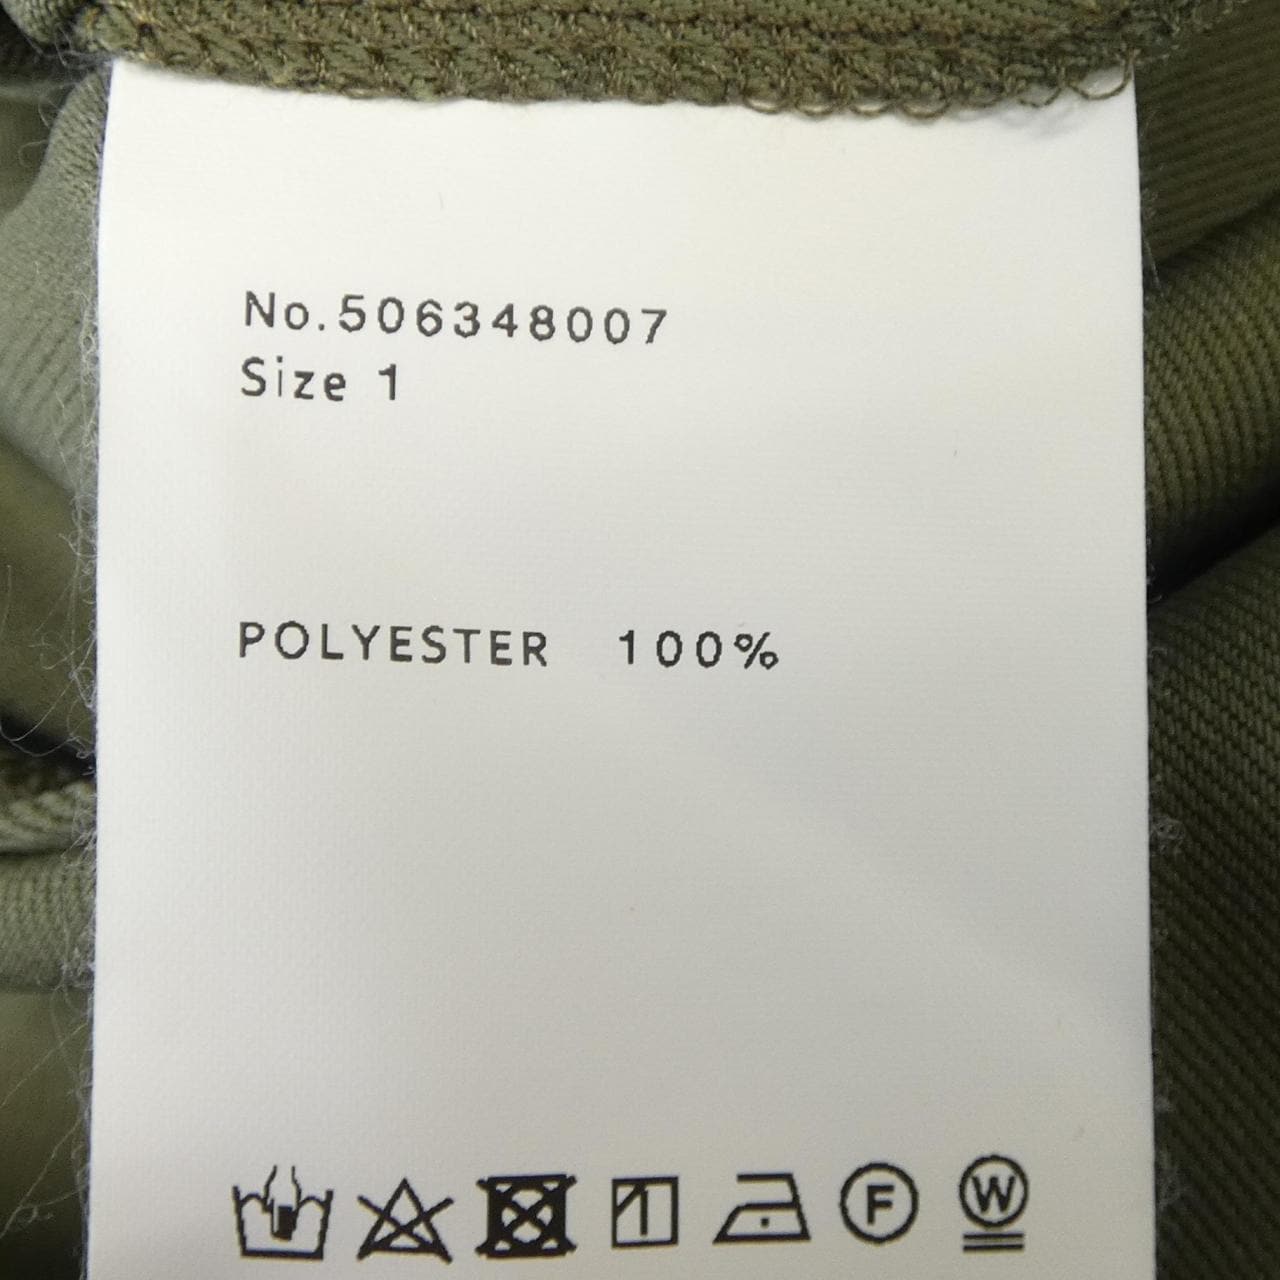 No.506348007
Size 1
POLYESTER 100%
F W